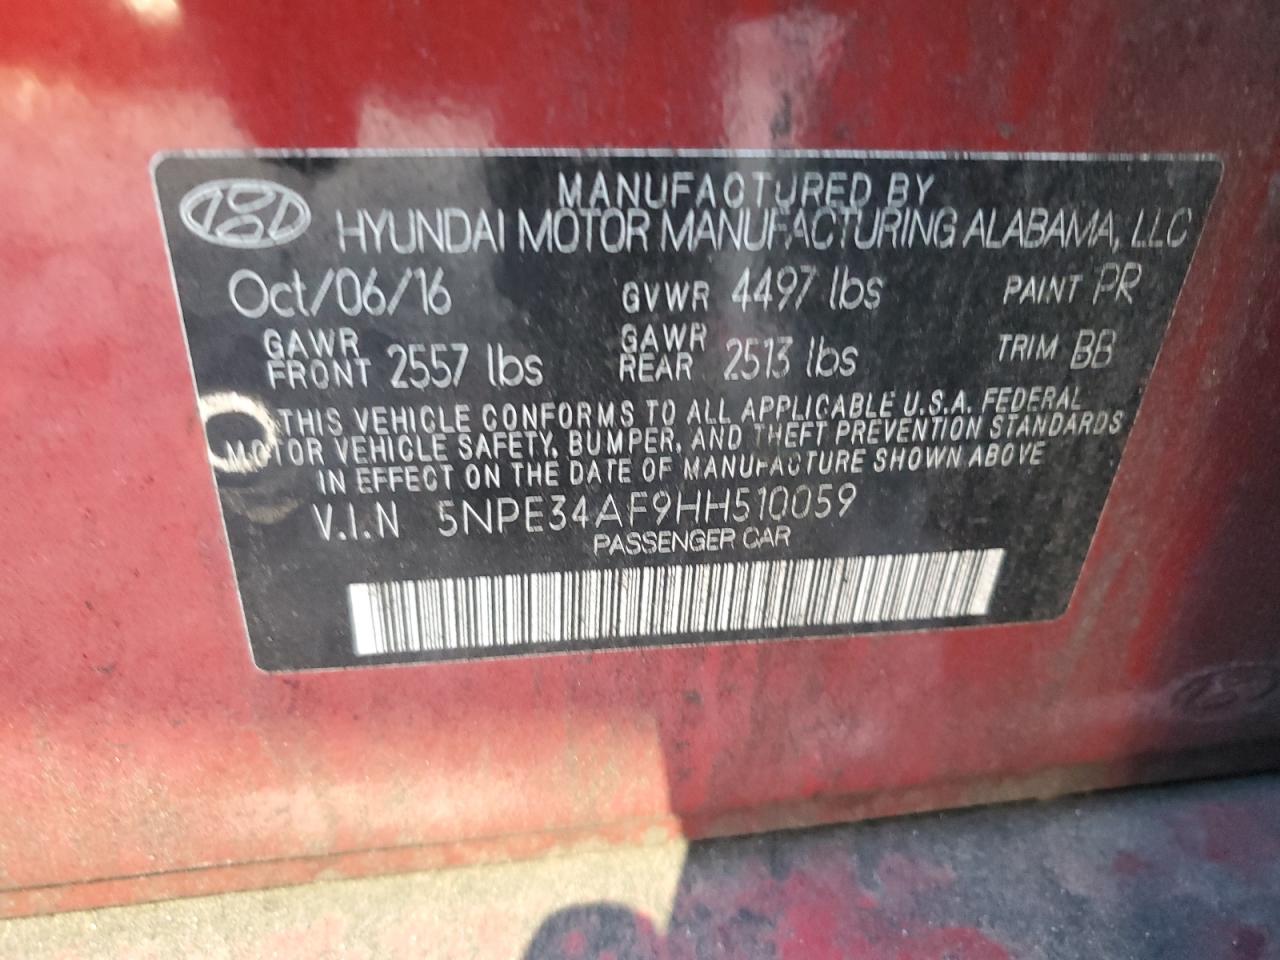 MANUFACTURED BY
HYUNDAI MOTOR MANUFACTURING ALABAMA, LLC
Oct/06/16 GVWR 4497 lbs PAINT PR
GAWR FRONT 2557 lbs GAWR REAR 2513 lbs TRIM BB
THIS VEHICLE CONFORMS TO ALL APPLICABLE U.S.A. FEDERAL
MOTOR VEHICLE SAFETY, BUMPER, AND THEFT PREVENTION STANDARDS
IN EFFECT ON THE DATE OF MANUFACTURE SHOWN ABOVE
V.I.N 5NPE34AF9HH510059
PASSENGER CAR